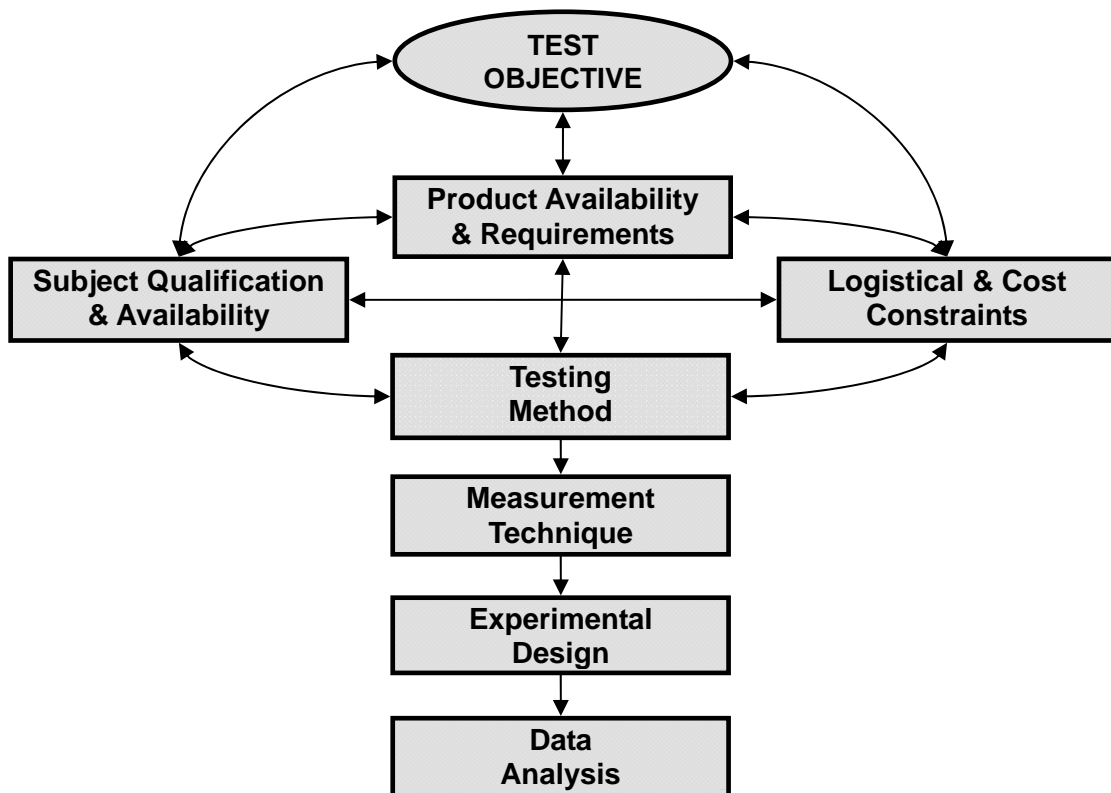 TEST
OBJECTIVE
Product Availability
& Requirements
Subject Qualification
& Availability
Logistical & Cost
Constraints
Testing
Method
Measurement
Technique
Experimental
Design
Data
Analysis